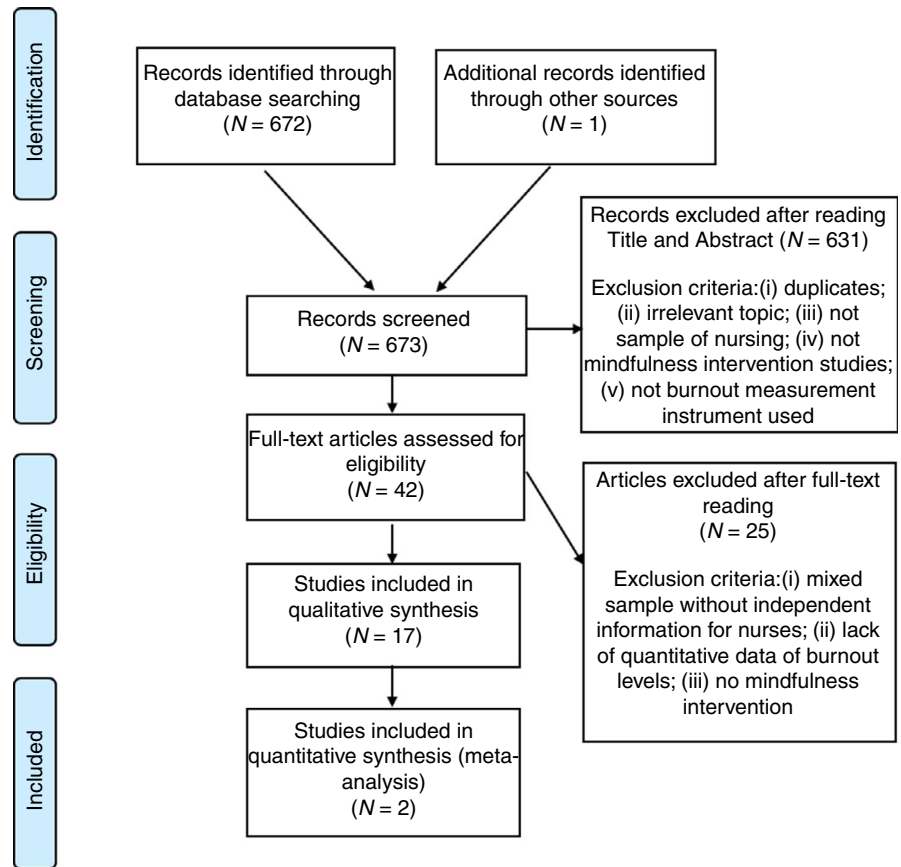 Identification
Records identified through
database searching
(N = 672)
Additional records identified
through other sources
(N = 1)
Screening
Records screened
(N = 673)
Records excluded after reading
Title and Abstract (N = 631)
Exclusion criteria:(i) duplicates;
(ii) irrelevant topic; (iii) not
sample of nursing; (iv) not
mindfulness intervention studies;
(v) not burnout measurement
instrument used
Eligibility
Full-text articles assessed for
eligibility
(N = 42)
Articles excluded after full-text
reading
(N = 25)
Exclusion criteria:(i) mixed
sample without independent
information for nurses; (ii) lack
of quantitative data of burnout
levels; (iii) no mindfulness
intervention
Studies included in
qualitative synthesis
(N = 17)
Included
Studies included in
quantitative synthesis (meta-
analysis)
(N = 2)